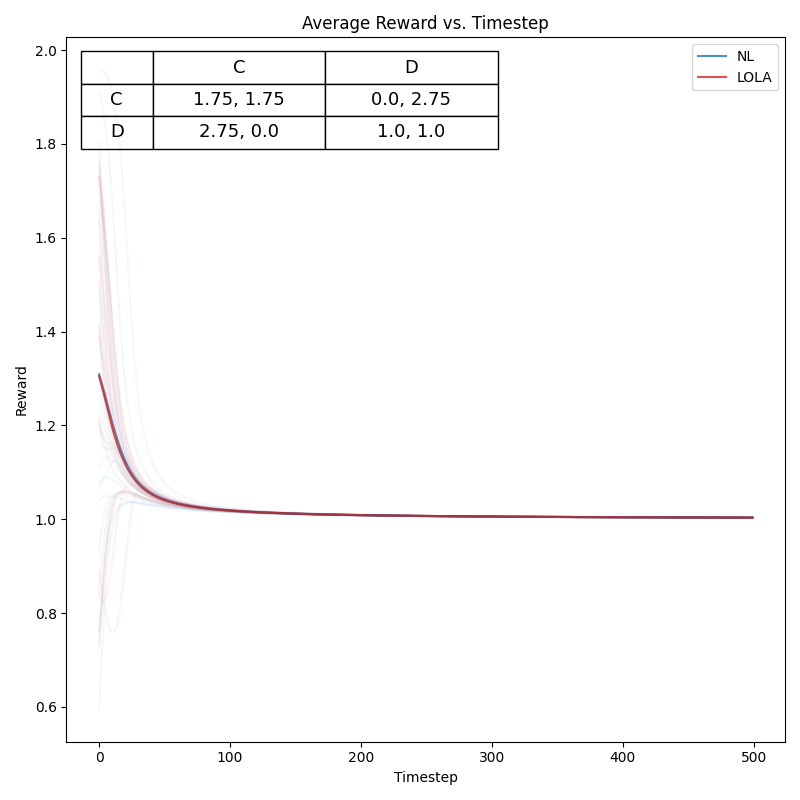 Average Reward vs. Timestep
C D
C 1.75, 1.75 0.0, 2.75
D 2.75, 0.0 1.0, 1.0
NL
LOLA
2.0
1.8
1.6
1.4
1.2
1.0
0.8
0.6
Reward
0 100 200 300 400 500
Timestep